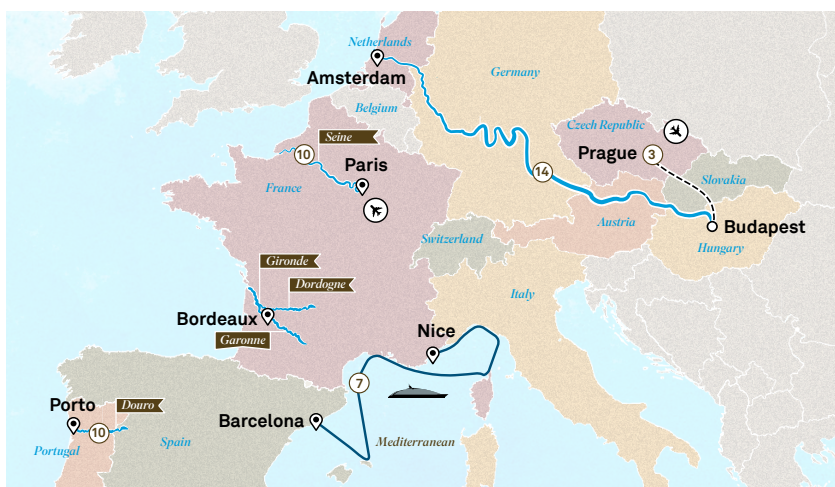 Netherlands
Amsterdam
Germany
Belgium
Czech Republic
Seine
10
Paris
Prague
3
14
Slovakia
France
Austria
Budapest
Switzerland
Hungary
Gironde
Dordogne
Italy
Bordeaux
Nice
Garonne
7
Porto
Douro
Barcelona
10
Mediterranean
Portugal
Spain